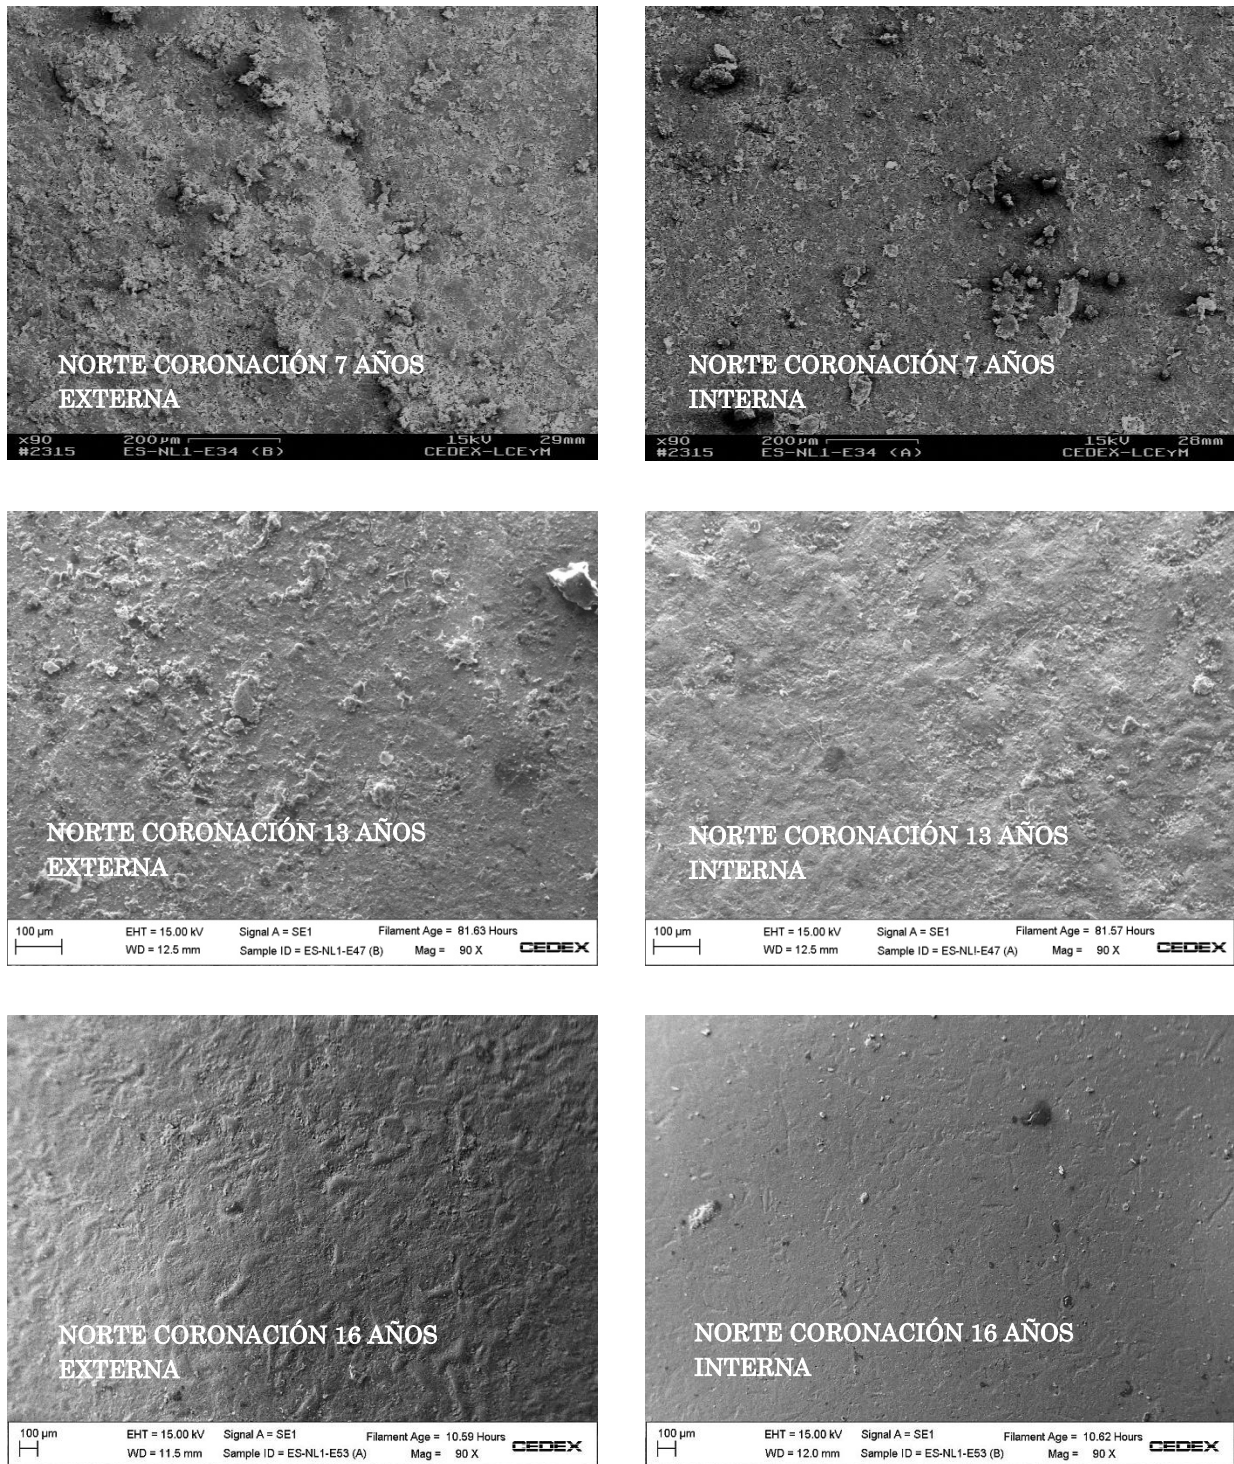 NORTE CORONACIÓN 7 AÑOS
EXTERNA
x90 200µm 15kV 29mm
#2315 ES-NL1-E34 (B) CEDEX-LCEyM
NORTE CORONACIÓN 7 AÑOS
INTERNA
x90 200µm 15kV 28mm
#2315 ES-NL1-E34 (A) CEDEX-LCEyM
NORTE CORONACIÓN 13 AÑOS
EXTERNA
100 µm EHT = 15.00 kV Signal A = SE1 Filament Age = 81.63 Hours
WD = 12.5 mm Sample ID = ES-NL1-E47 (B) Mag = 90 X CEDEX
NORTE CORONACIÓN 13 AÑOS
INTERNA
100 µm EHT = 15.00 kV Signal A = SE1 Filament Age = 81.57 Hours
WD = 12.5 mm Sample ID = ES-NLI-E47 (A) Mag = 90 X CEDEX
NORTE CORONACIÓN 16 AÑOS
EXTERNA
100 µm EHT = 15.00 kV Signal A = SE1 Filament Age = 10.59 Hours
WD = 11.5 mm Sample ID = ES-NL1-E53 (A) Mag = 90 X CEDEX
NORTE CORONACIÓN 16 AÑOS
INTERNA
100 µm EHT = 15.00 kV Signal A = SE1 Filament Age = 10.62 Hours
WD = 12.0 mm Sample ID = ES-NL1-E53 (B) Mag = 90 X CEDEX